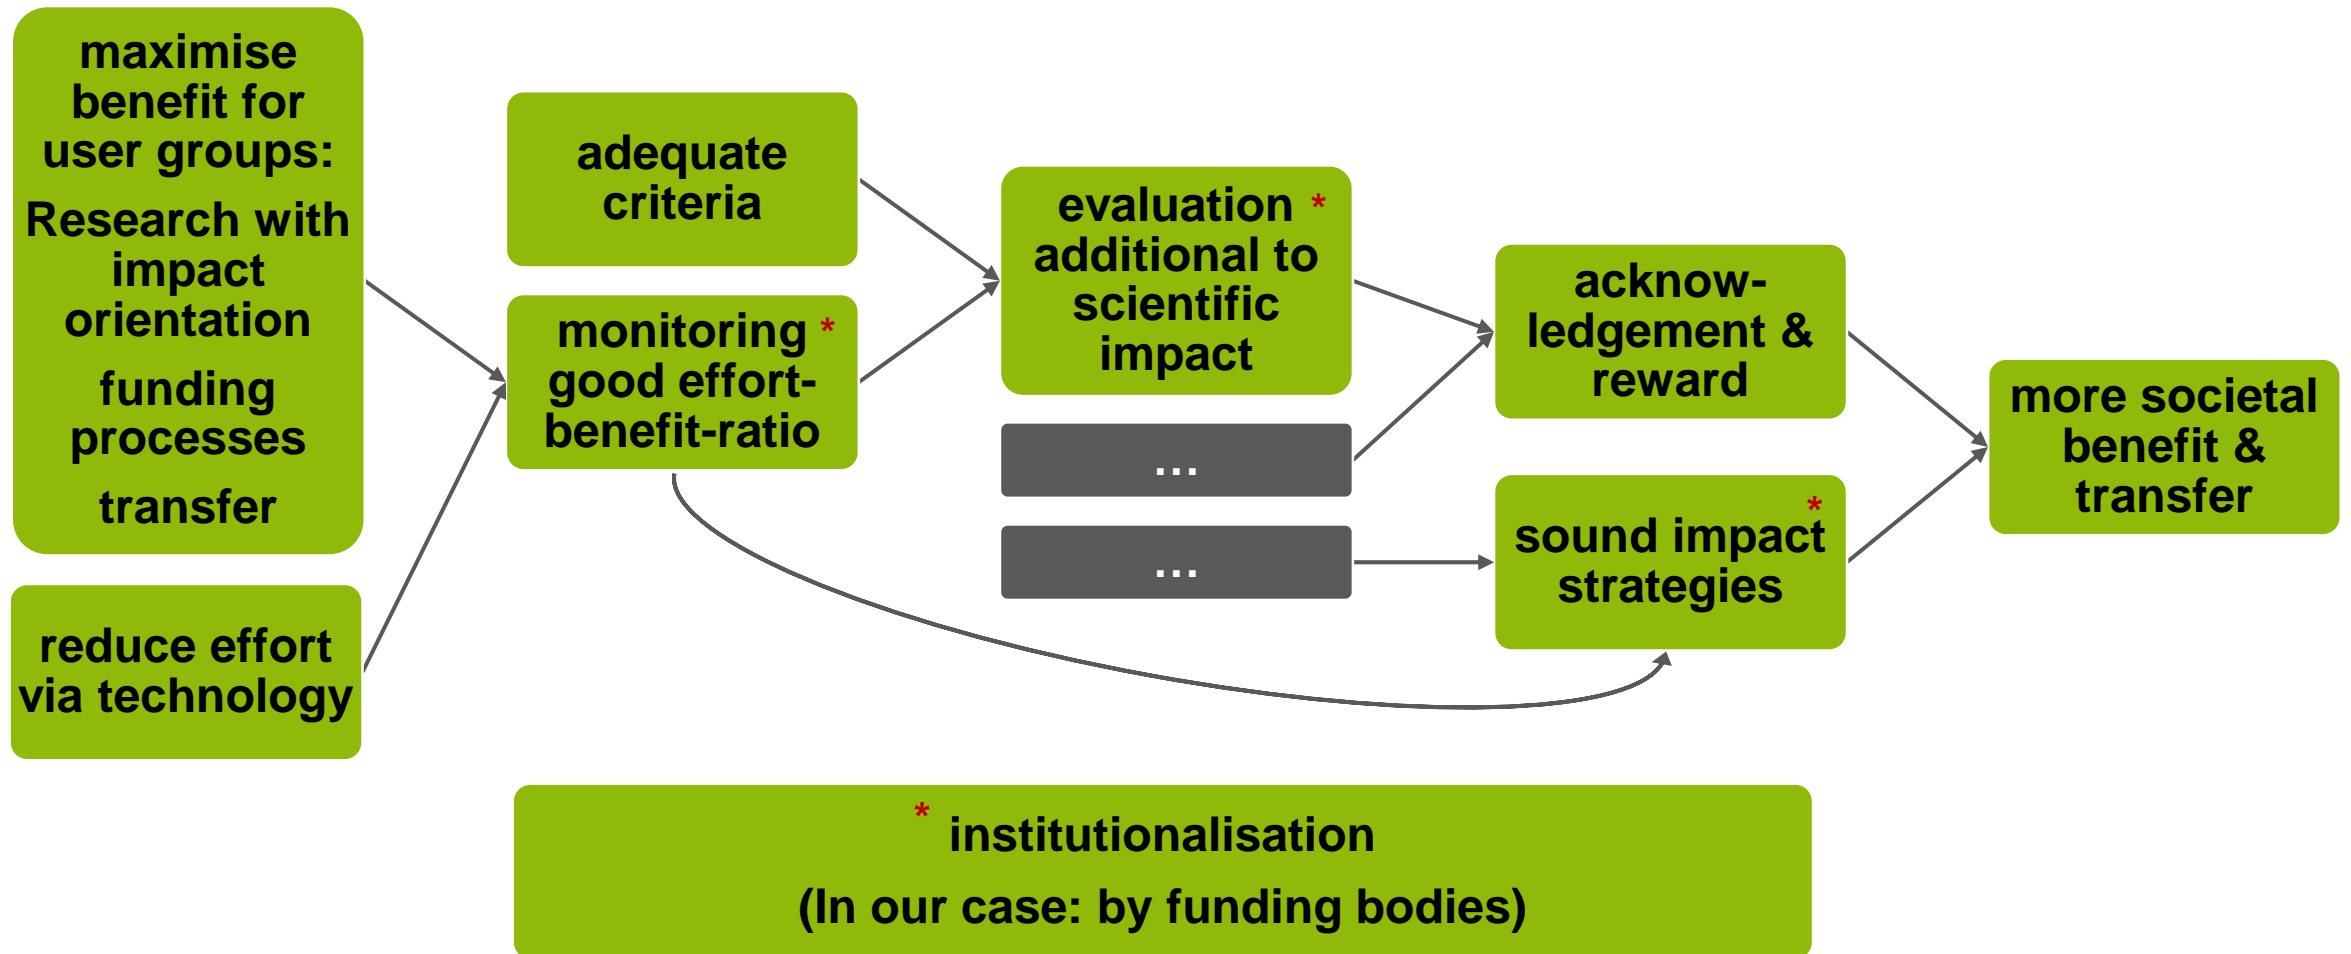 maximise
benefit for
user groups:
Research with
impact
orientation
funding
processes
transfer
reduce effort
via technology
adequate
criteria
monitoring *
good effort-
benefit-ratio
evaluation *
additional to
scientific
impact
...
...
acknow-
ledgement &
reward
*
sound impact
strategies
more societal
benefit &
transfer
* institutionalisation
(In our case: by funding bodies)